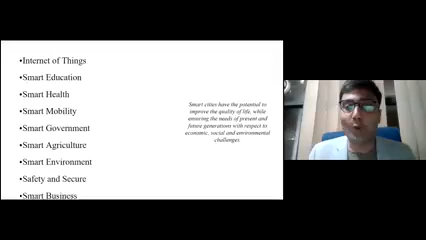 •Internet of Things
•Smart Education
•Smart Health
•Smart Mobility
•Smart Government
•Smart Agriculture
•Smart Environment
•Safety and Secure
•Smart Business
Smart cities have the potential to
improve the quality of life, while
ensuring the needs of present and
future generations with respect to
economic, social and environmental
challenges.